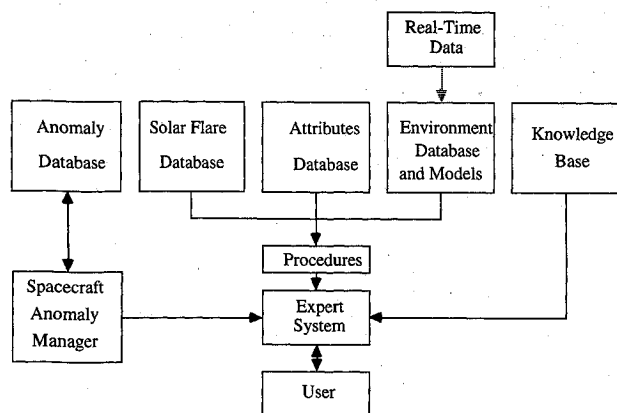 Real-Time
Data
Anomaly
Database
Solar Flare
Database
Attributes
Database
Environment
Database
and Models
Knowledge
Base
Procedures
Spacecraft
Anomaly
Manager
Expert
System
User